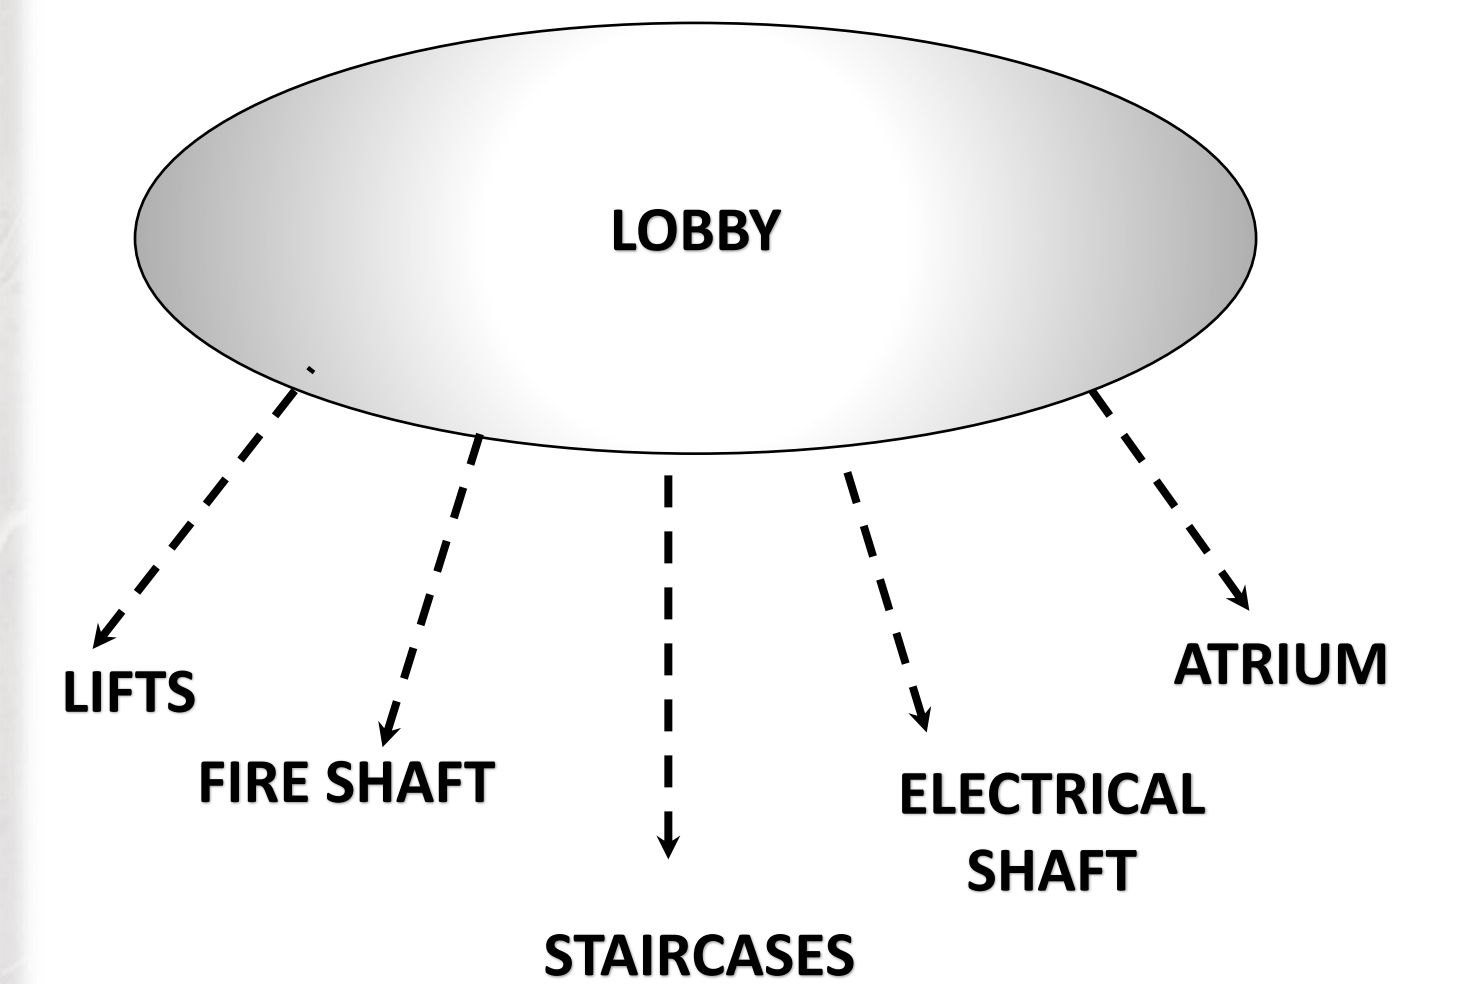 LOBBY
LIFTS
FIRE SHAFT
STAIRCASES
ELECTRICAL
SHAFT
ATRIUM